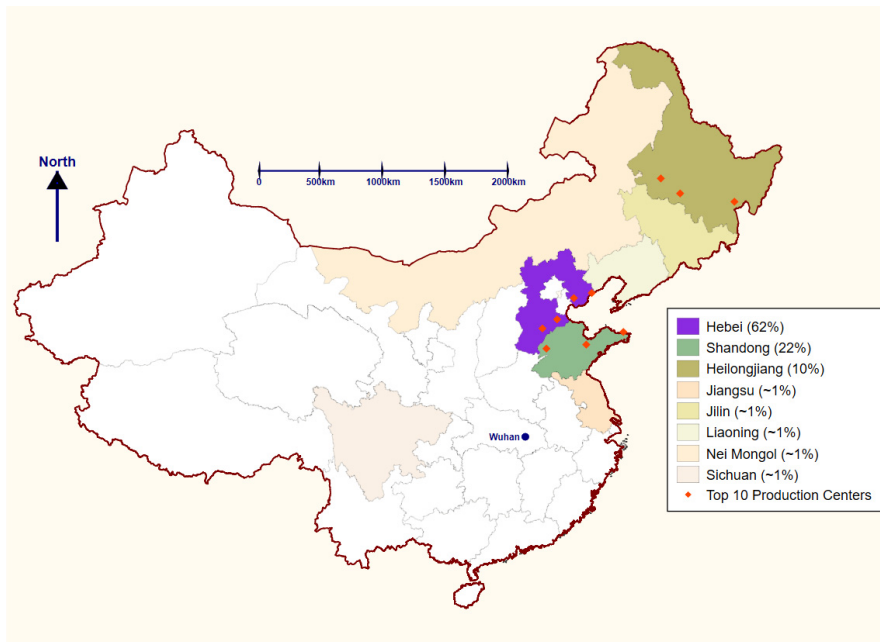 North
0 500km 1000km 1500km 2000km
Hebei (62%)
Shandong (22%)
Heilongjiang (10%)
Jiangsu (~1%)
Jilin (~1%)
Liaoning (~1%)
Nei Mongol (~1%)
Sichuan (~1%)
Top 10 Production Centers
Wuhan